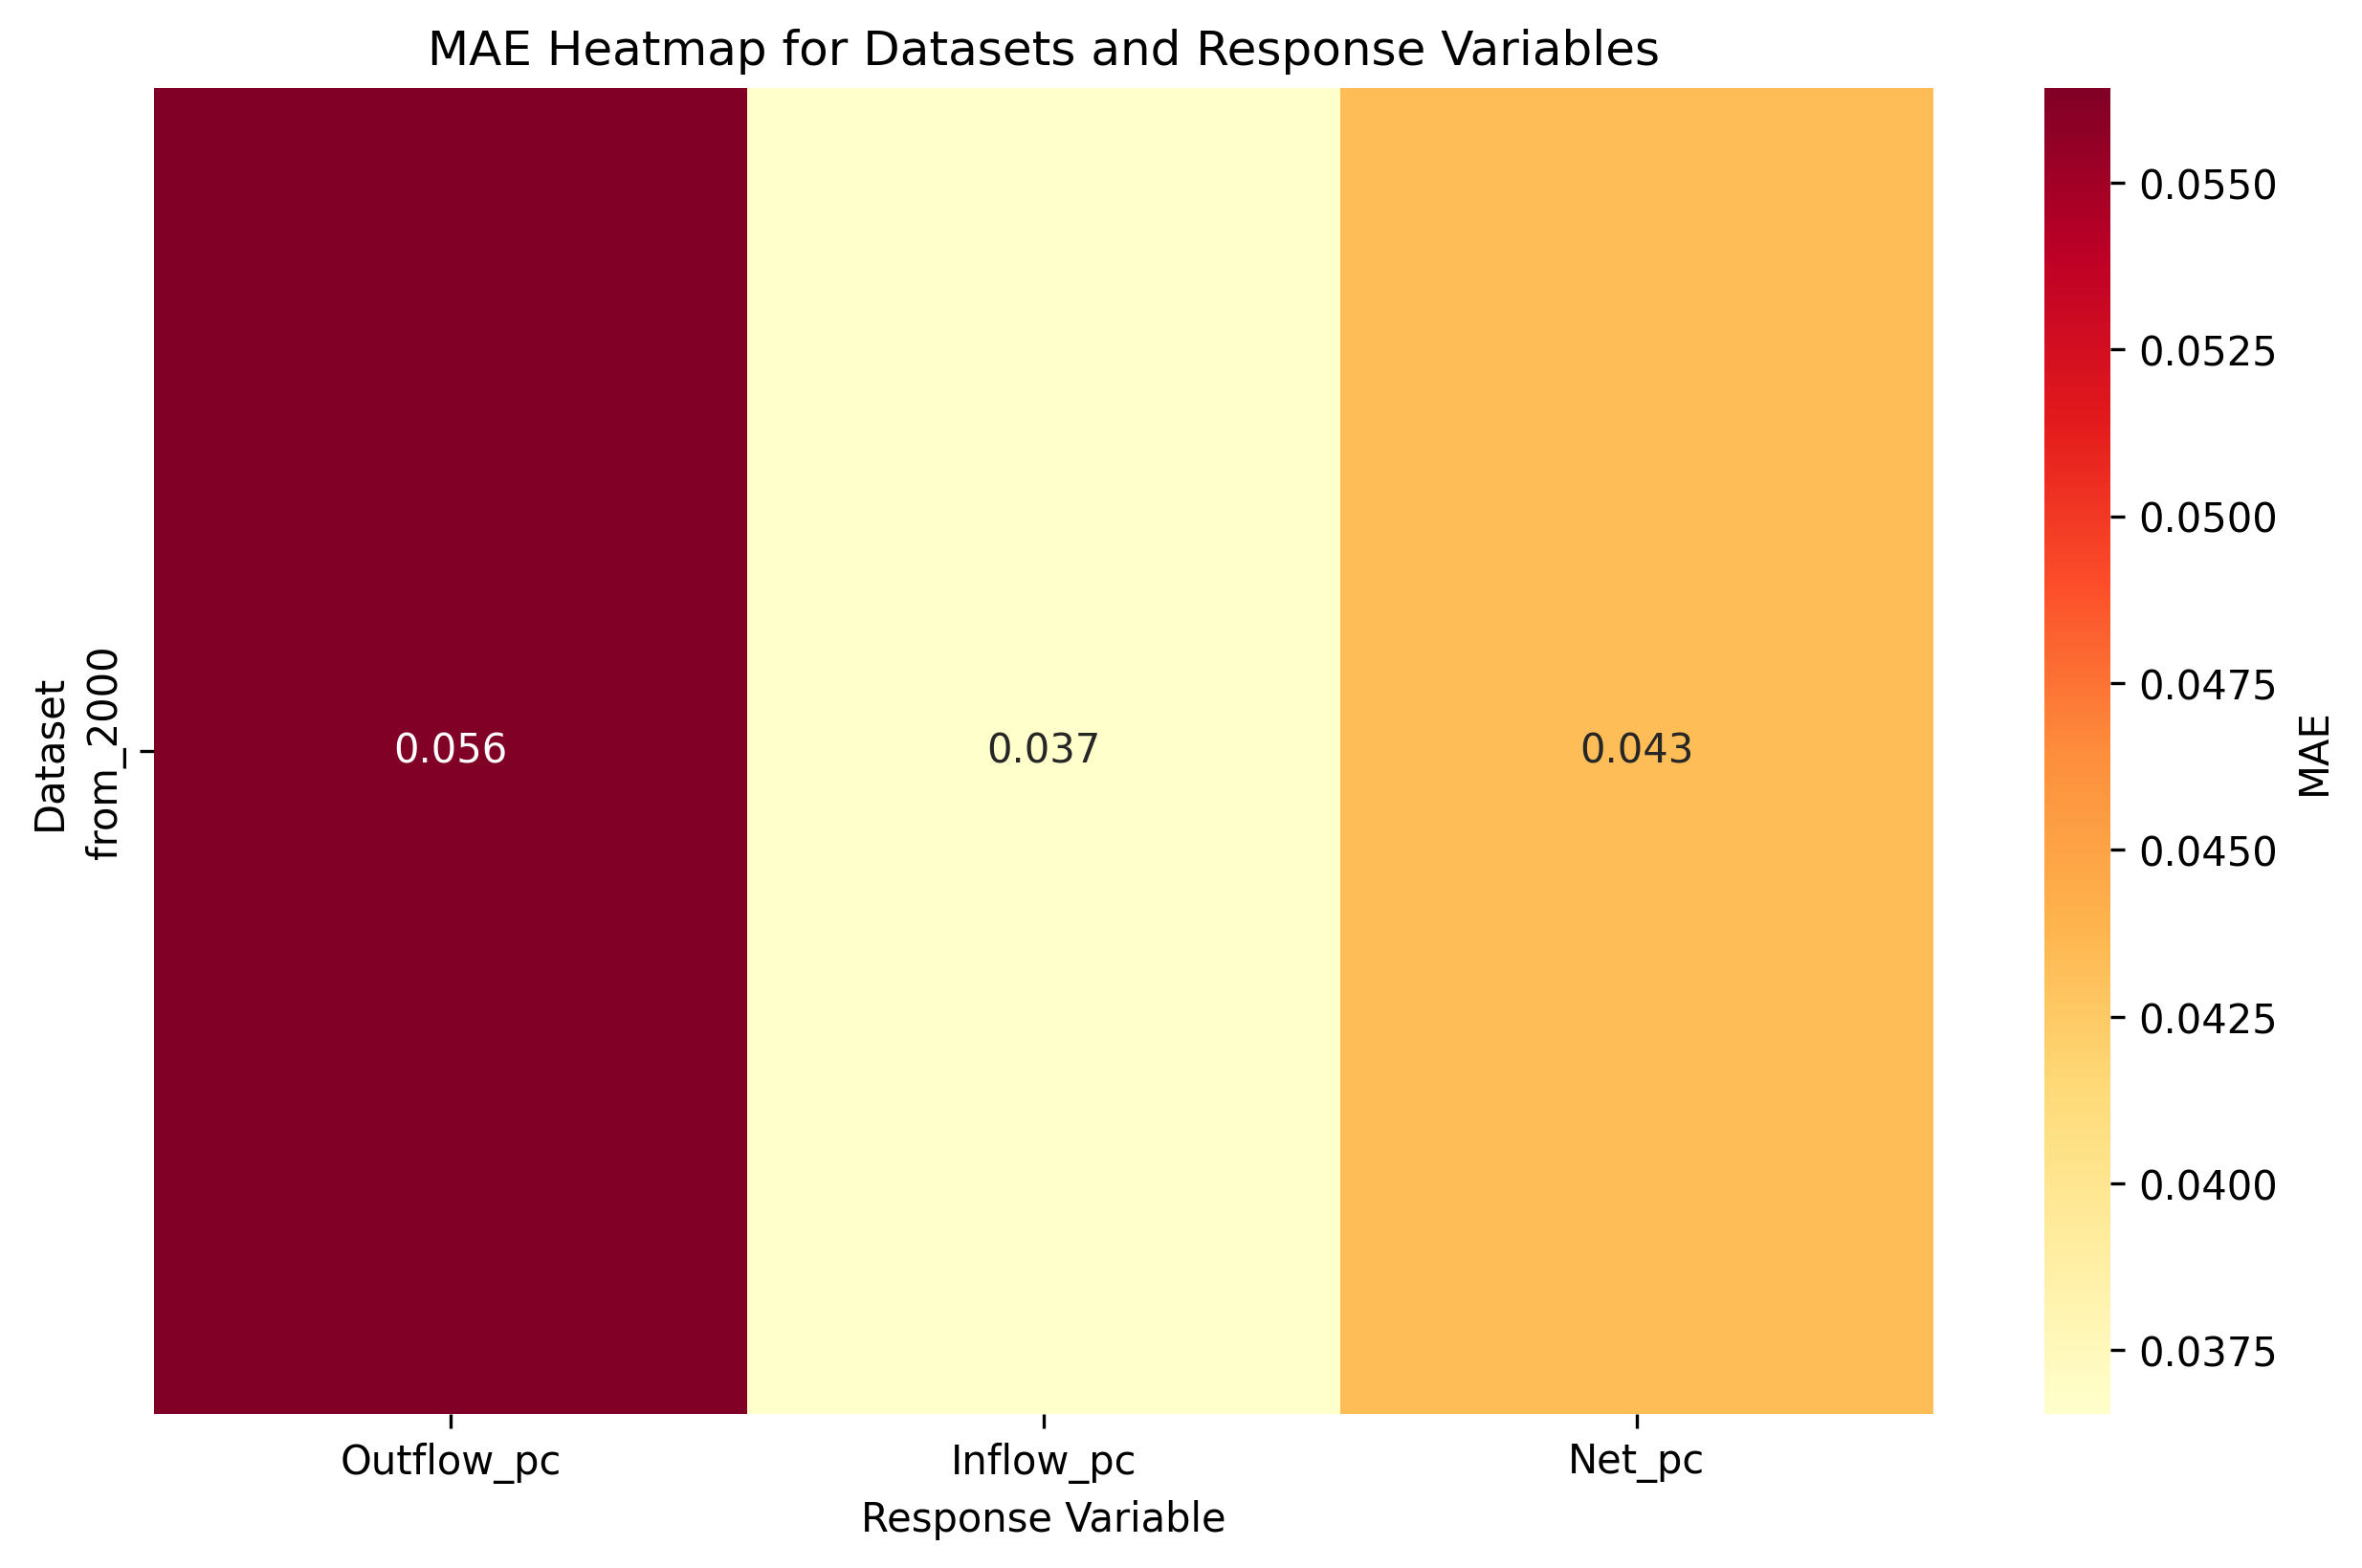 MAE Heatmap for Datasets and Response Variables
Dataset
from_2000
0.056
0.037
0.043
Outflow_pc
Inflow_pc
Net_pc
Response Variable
0.0550
0.0525
0.0500
0.0475
0.0450
0.0425
0.0400
0.0375
MAE